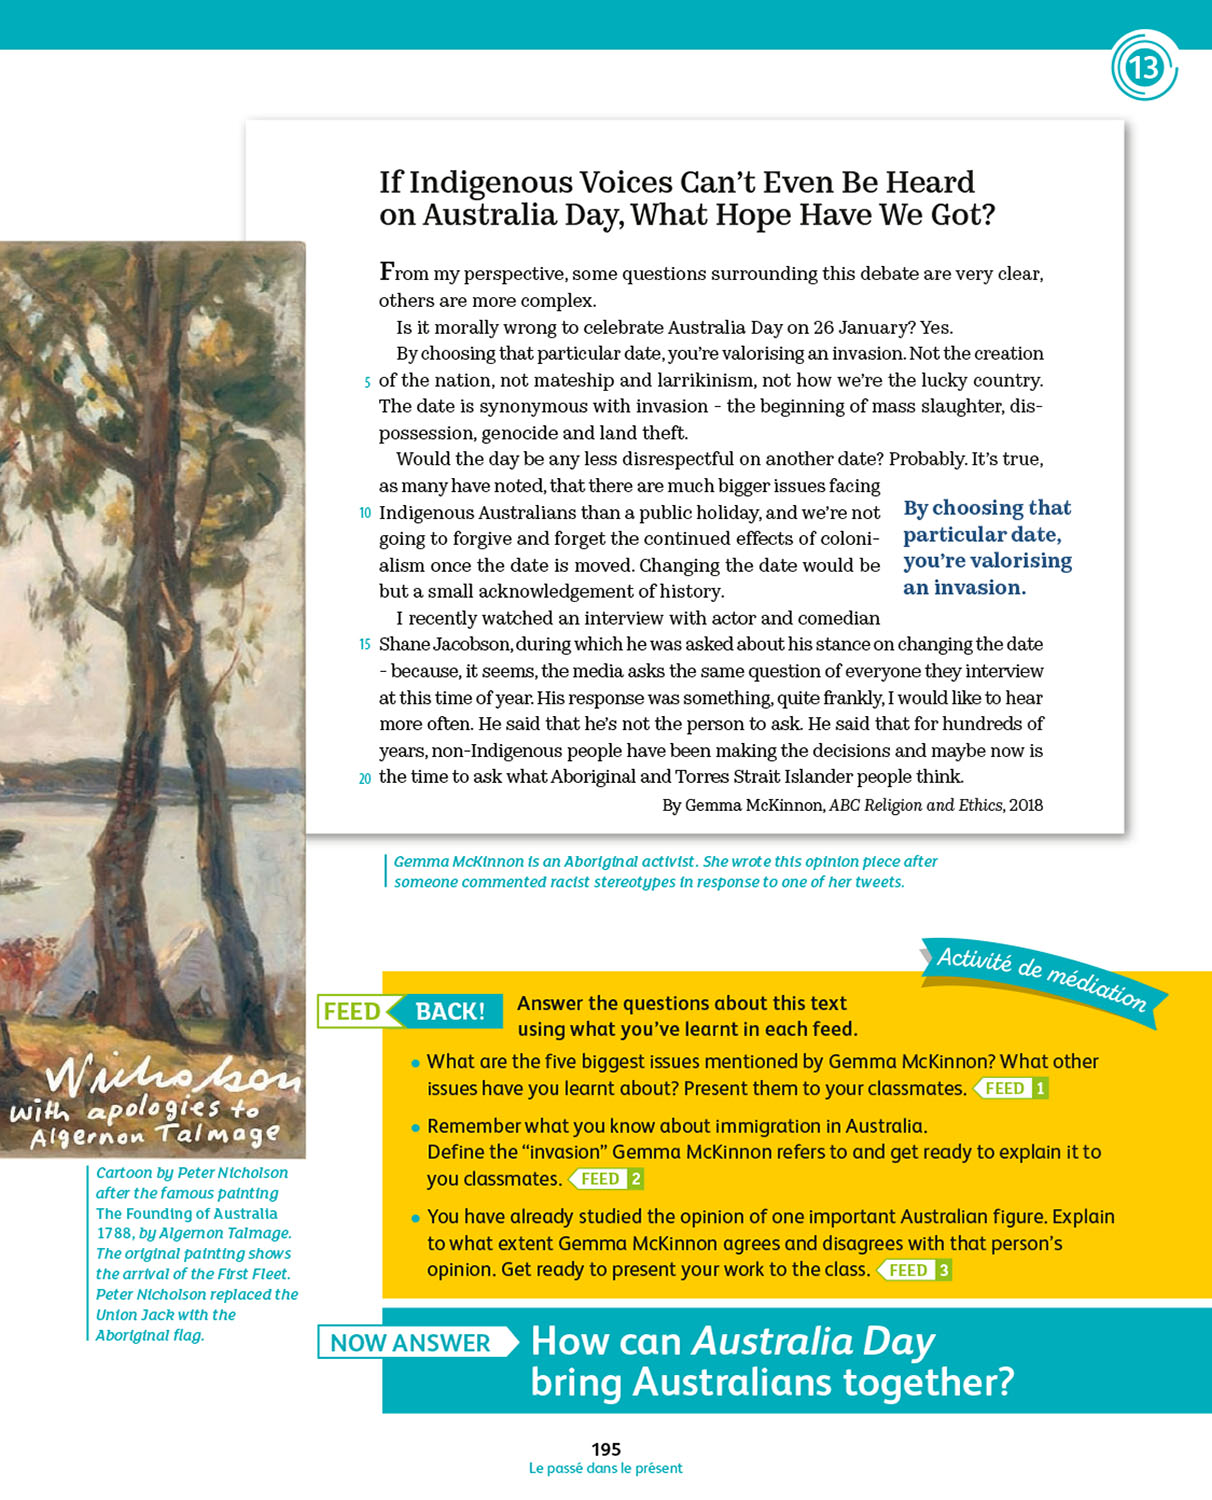 13
If Indigenous Voices Can't Even Be Heard
on Australia Day, What Hope Have We Got?
From my perspective, some questions surrounding this debate are very clear,
others are more complex.
Is it morally wrong to celebrate Australia Day on 26 January? Yes.
By choosing that particular date, you're valorising an invasion. Not the creation
5 of the nation, not mateship and larrikinism, not how we're the lucky country.
The date is synonymous with invasion - the beginning of mass slaughter, dis-
possession, genocide and land theft.
Would the day be any less disrespectful on another date? Probably. It's true,
as many have noted, that there are much bigger issues facing
10 Indigenous Australians than a public holiday, and we're not
going to forgive and forget the continued effects of coloni-
alism once the date is moved. Changing the date would be
but a small acknowledgement of history.
I recently watched an interview with actor and comedian
15 Shane Jacobson, during which he was asked about his stance on changing the date
- because, it seems, the media asks the same question of everyone they interview
at this time of year. His response was something, quite frankly, I would like to hear
more often. He said that he's not the person to ask. He said that for hundreds of
years, non-Indigenous people have been making the decisions and maybe now is
20 the time to ask what Aboriginal and Torres Strait Islander people think.
By Gemma McKinnon, ABC Religion and Ethics, 2018
By choosing that
particular date,
you're valorising
an invasion.
Gemma McKinnon is an Aboriginal activist. She wrote this opinion piece after
someone commented racist stereotypes in response to one of her tweets.
Nicholson
with apologies to
Algernon Talmage
Cartoon by Peter Nicholson
after the famous painting
The Founding of Australia
1788, by Algernon Talmage.
The original painting shows
the arrival of the First Fleet.
Peter Nicholson replaced the
Union Jack with the
Aboriginal flag.
Activité de médiation
FEED BACK!
Answer the questions about this text
using what you've learnt in each feed.
• What are the five biggest issues mentioned by Gemma McKinnon? What other
issues have you learnt about? Present them to your classmates. FEED 1
• Remember what you know about immigration in Australia.
Define the “invasion” Gemma McKinnon refers to and get ready to explain it to
you classmates. FEED 2
• You have already studied the opinion of one important Australian figure. Explain
to what extent Gemma McKinnon agrees and disagrees with that person's
opinion. Get ready to present your work to the class. FEED 3
NOW ANSWER
How can Australia Day
bring Australians together?
195
Le passé dans le présent